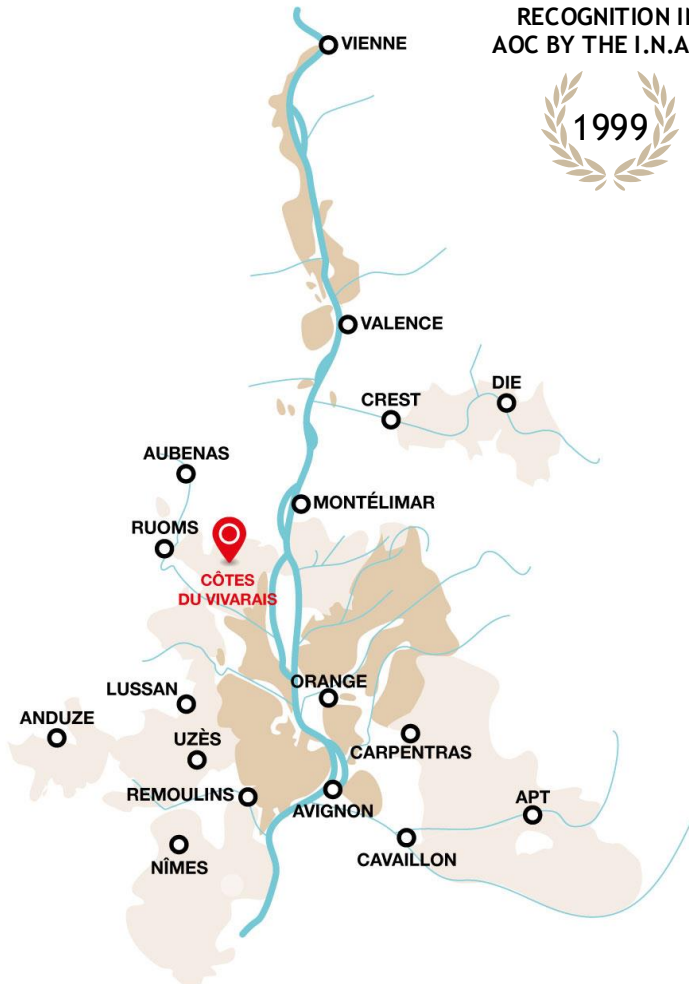 RECOGNITION I
AOC BY THE I.N.A
1999
VIENNE
VALENCE
DIE
CREST
AUBENAS
MONTÉLIMAR
RUOMS
CÔTES
DU VIVARAIS
ORANGE
LUSSAN
ANDUZE
UZÈS
CARPENTRAS
REMOULINS
AVIGNON
APT
CAVAILLON
NÎMES